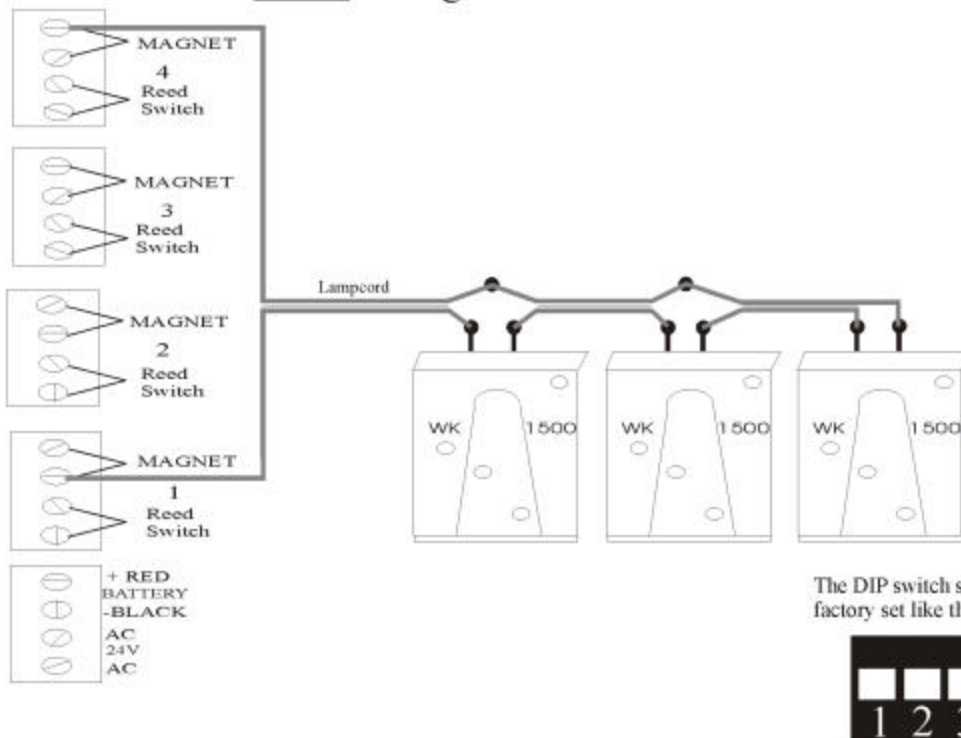 MAGNET
4
Reed
Switch
MAGNET
3
Reed
Switch
MAGNET
2
Reed
Switch
MAGNET
1
Reed
Switch
+ RED
BATTERY
-BLACK
AC
24V
AC
Lampcord
WK 1500
WK 1500
WK 1500
The DIP switch s
factory set like th
1 2 3